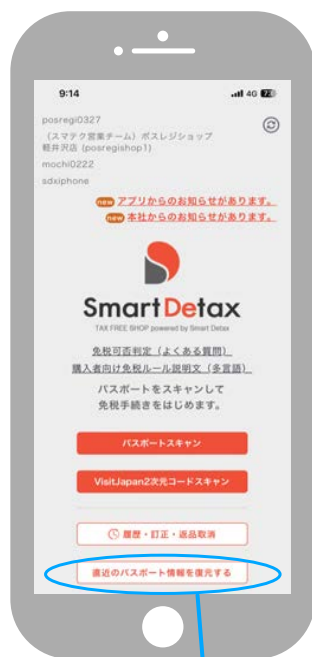 9:14
4G 73
posregi0327
(スマテク営業チーム)ポスレジショップ
軽井沢店 (posregishop1)
mochi0222
sdxiphone
new アプリからのお知らせがあります。
new 本社からのお知らせがあります。
SmartDetax
TAX FREE SHOP powered by Smart Detax
免税可否判定(よくある質問)
購入者向け免税ルール説明文(多言語)
パスポートをスキャンして
免税手続きをはじめます。
パスポートスキャン
VisitJapan2次元コードスキャン
履歴・訂正・返品取消
直近のパスポート情報を復元する